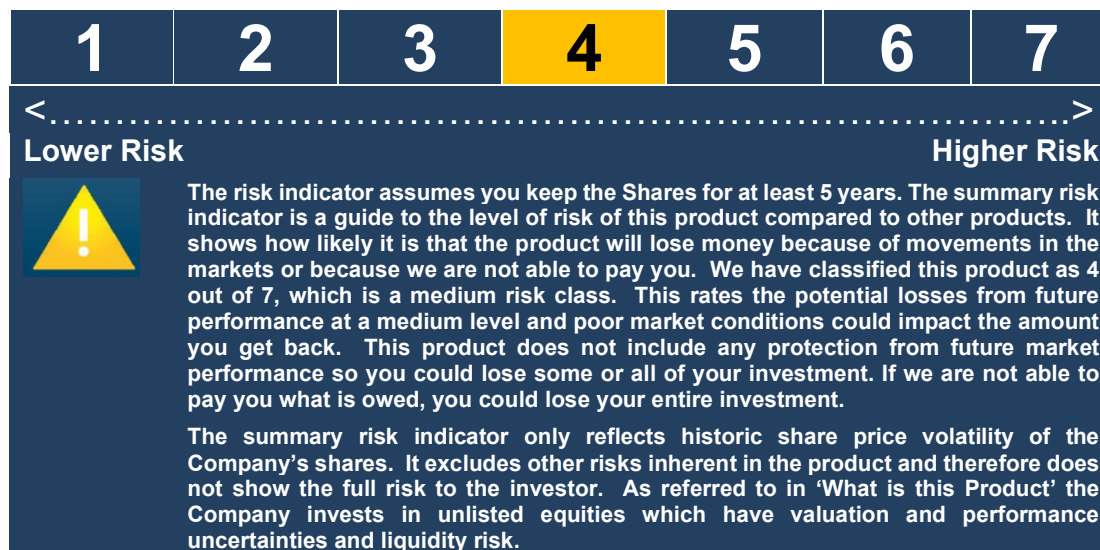 1 2 3 4 5 6 7
<...............................................................................>
Lower Risk Higher Risk
!
The risk indicator assumes you keep the Shares for at least 5 years. The summary risk
indicator is a guide to the level of risk of this product compared to other products. It
shows how likely it is that the product will lose money because of movements in the
markets or because we are not able to pay you. We have classified this product as 4
out of 7, which is a medium risk class. This rates the potential losses from future
performance at a medium level and poor market conditions could impact the amount
you get back. This product does not include any protection from future market
performance so you could lose some or all of your investment. If we are not able to
pay you what is owed, you could lose your entire investment.
The summary risk indicator only reflects historic share price volatility of the
Company's shares. It excludes other risks inherent in the product and therefore does
not show the full risk to the investor. As referred to in ‘What is this Product’ the
Company invests in unlisted equities which have valuation and performance
uncertainties and liquidity risk.